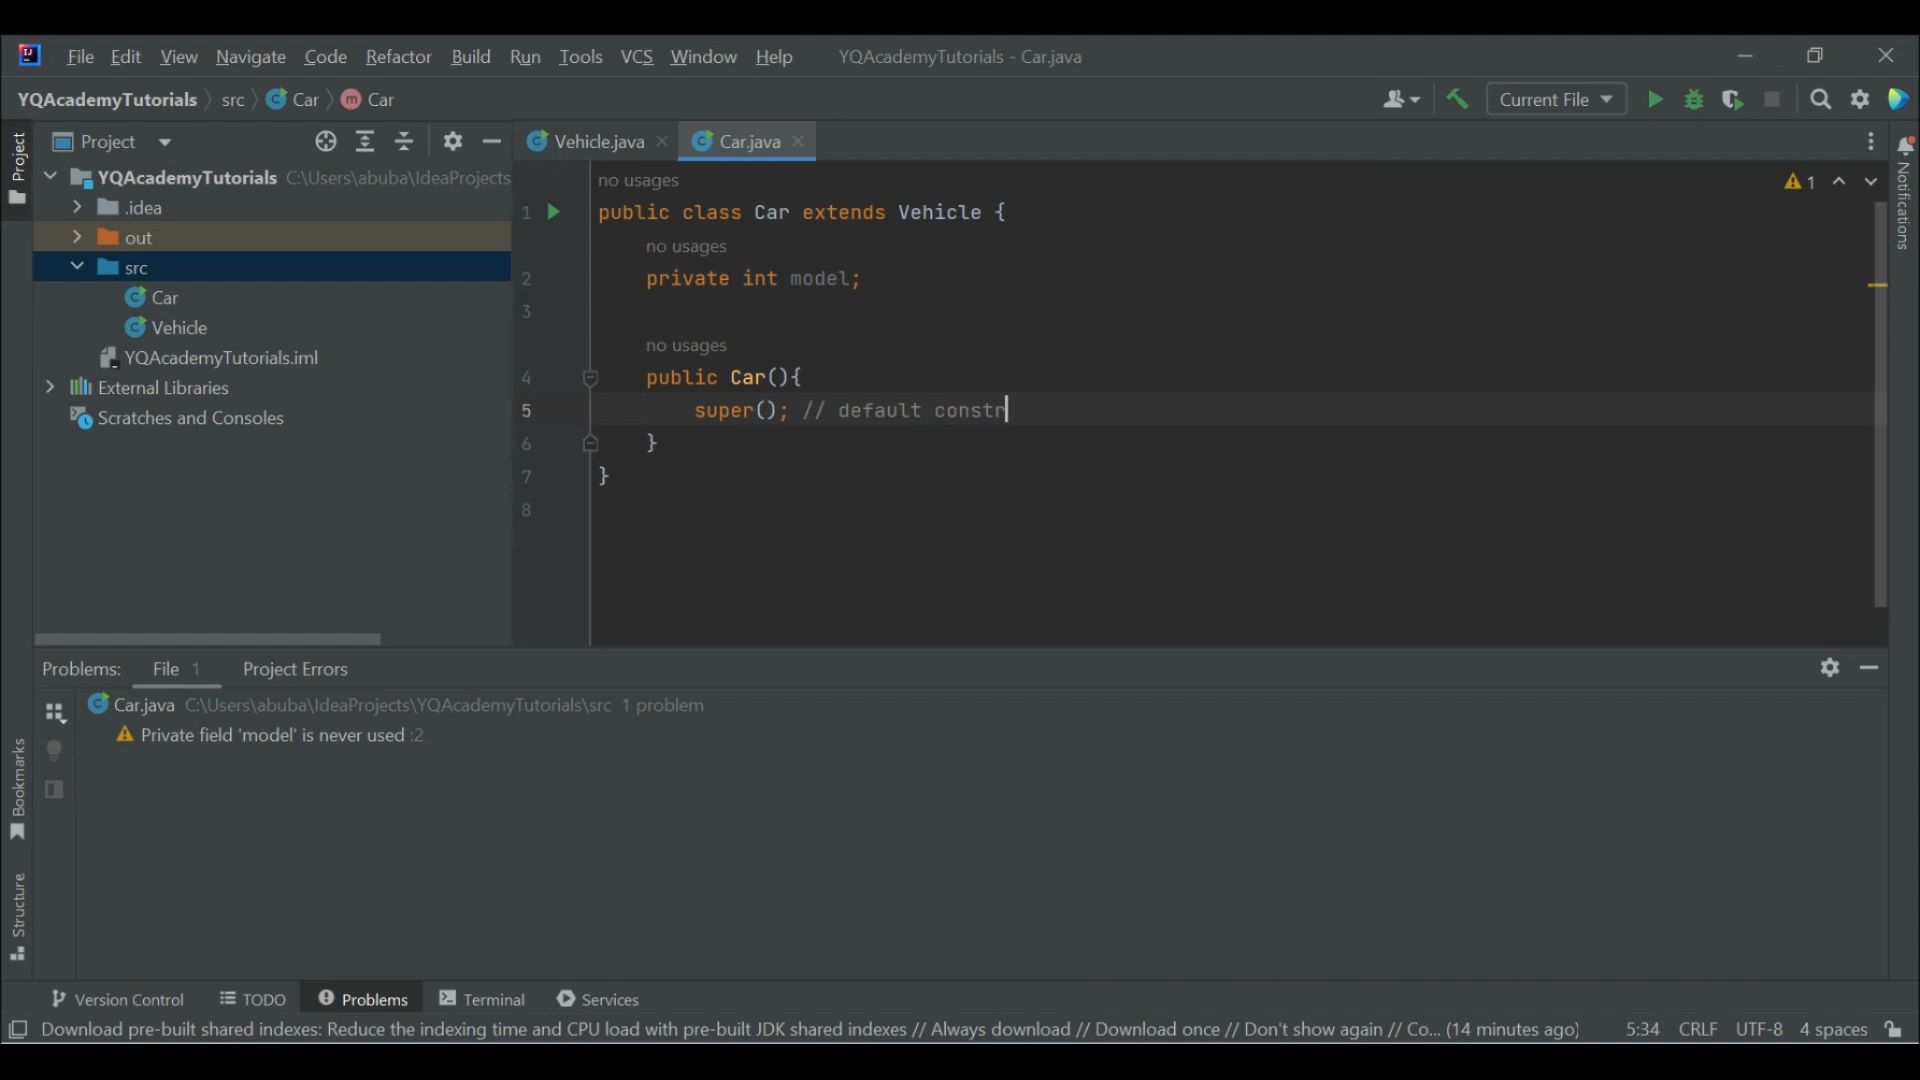 File Edit View Navigate Code Refactor Build Run Tools VCS Window Help YQAcademyTutorials - Car.java
YQAcademyTutorials src Car Car Current File
Project
Project
Vehicle.java Car.java
YQAcademyTutorials C:\Users\abuba\IdeaProjects
.idea
out
src
Car
Vehicle
YQAcademyTutorials.iml
External Libraries
Scratches and Consoles
no usages
1 public class Car extends Vehicle {
no usages
2 private int model;
3
no usages
4 public Car(){
5 super(); // default constr
6 }
7 }
8
1
Notifications
Problems: File 1 Project Errors
Car.java C:\Users\abuba\IdeaProjects\YQAcademyTutorials\src 1 problem
Private field 'model' is never used :2
Bookmarks
Structure
Version Control TODO Problems Terminal Services
Download pre-built shared indexes: Reduce the indexing time and CPU load with pre-built JDK shared indexes // Always download // Download once // Don't show again // Co... (14 minutes ago) 5:34 CRLF UTF-8 4 spaces